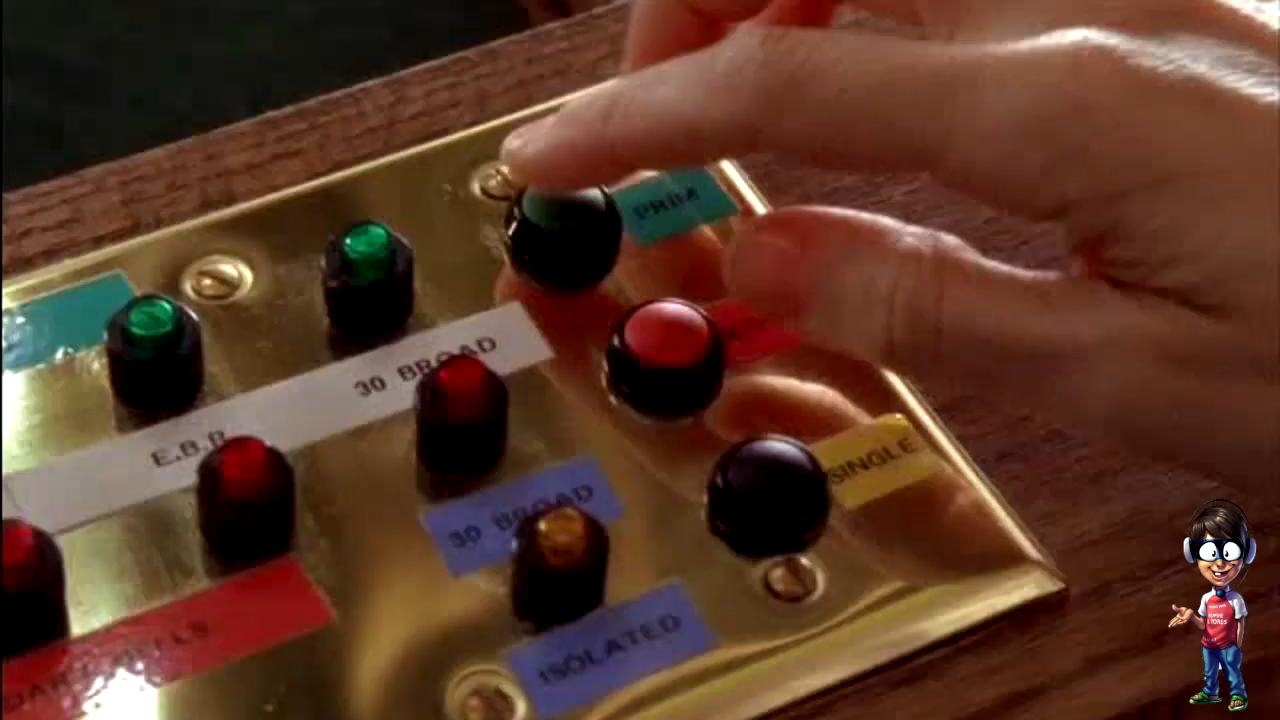 PRIM
30 BROAD
E.B.R
SINGLE
30 BROAD
ISOLATED